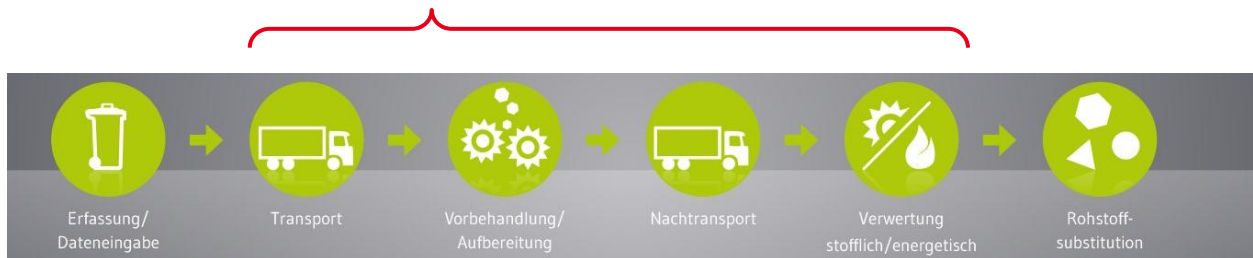 Erfassung/
Dateneingabe
Transport
Vorbehandlung/
Aufbereitung
Nachtransport
Verwertung
stofflich/energetisch
Rohstoff-
substitution